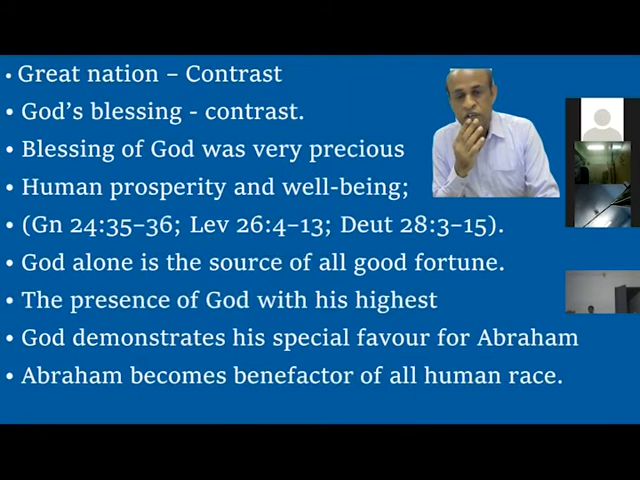 • Great nation – Contrast
• God's blessing - contrast.
• Blessing of God was very precious
• Human prosperity and well-being;
• (Gn 24:35–36; Lev 26:4–13; Deut 28:3–15).
• God alone is the source of all good fortune.
• The presence of God with his highest
• God demonstrates his special favour for Abraham
• Abraham becomes benefactor of all human race.